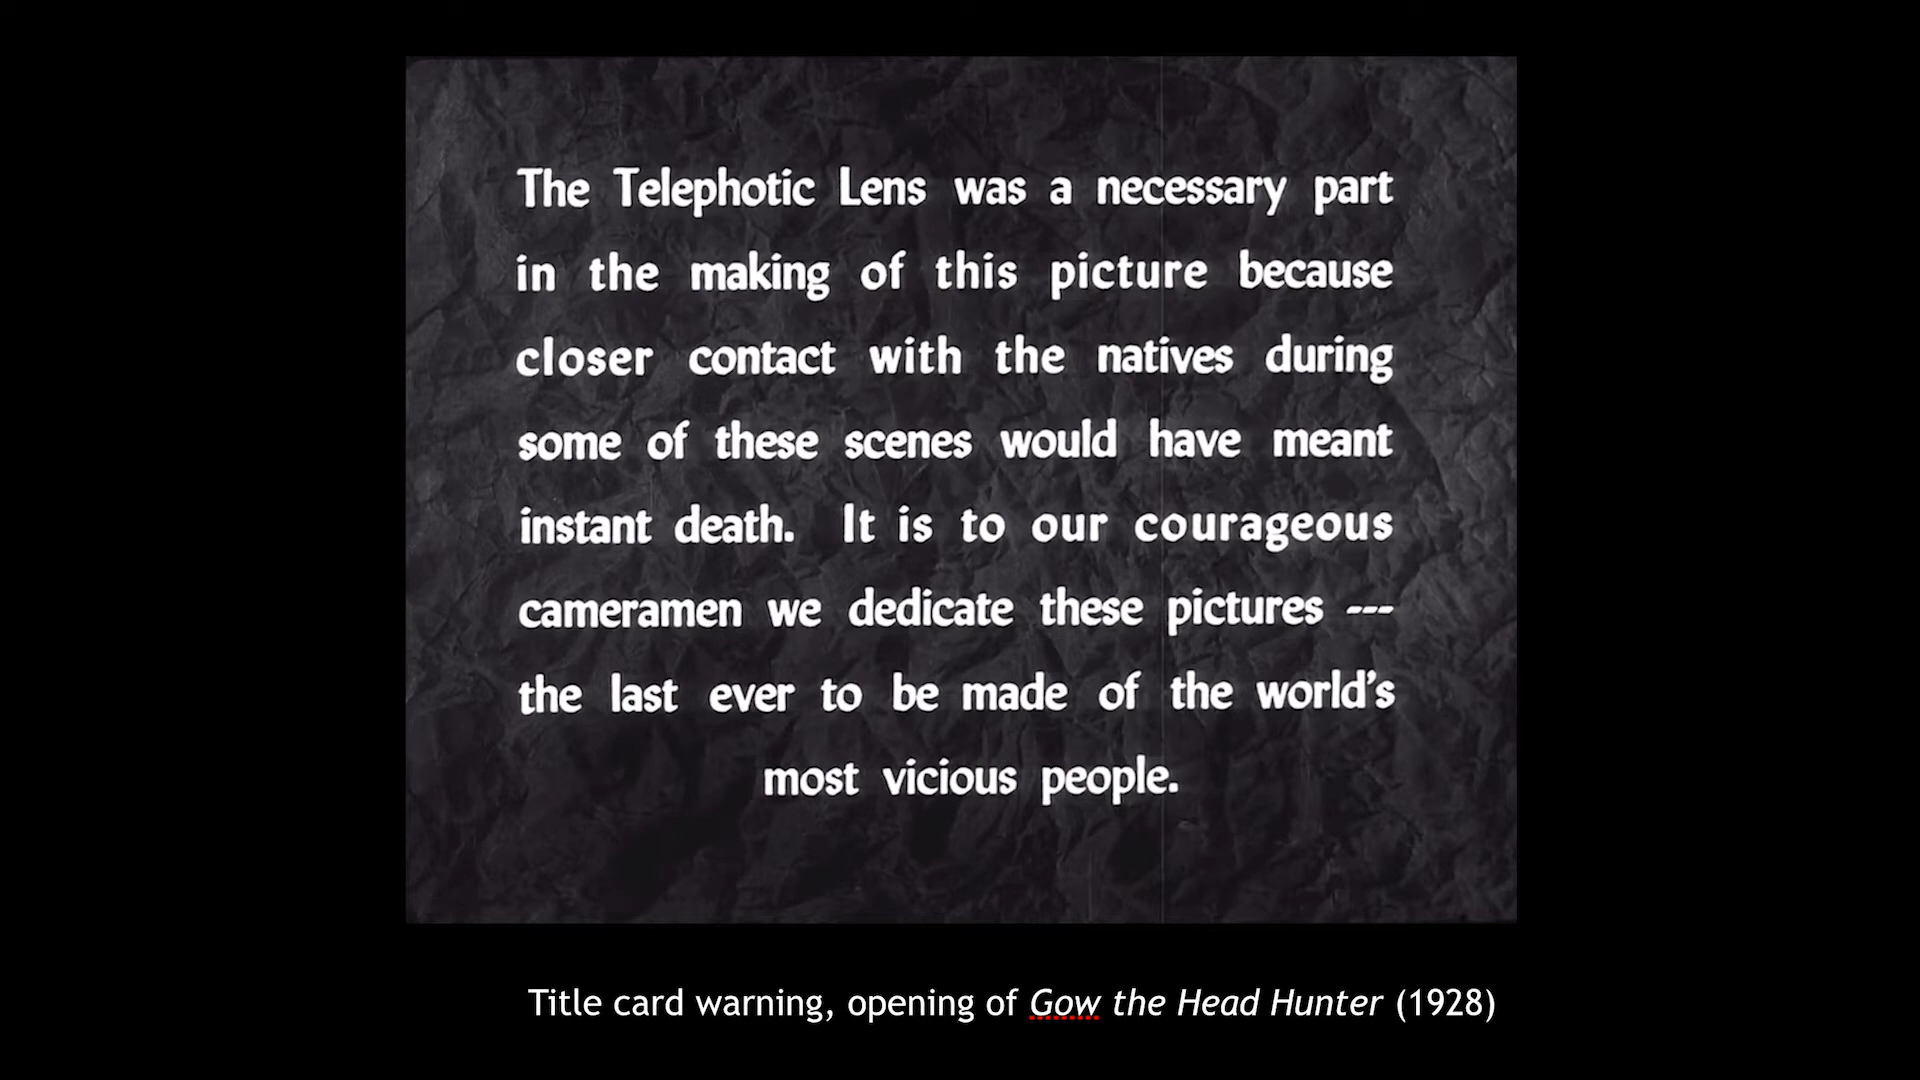 The Telephotic Lens was a necessary part
in the making of this picture because
closer contact with the natives during
some of these scenes would have meant
instant death. It is to our courageous
cameramen we dedicate these pictures ---
the last ever to be made of the world's
most vicious people.
Title card warning, opening of Gow the Head Hunter (1928)